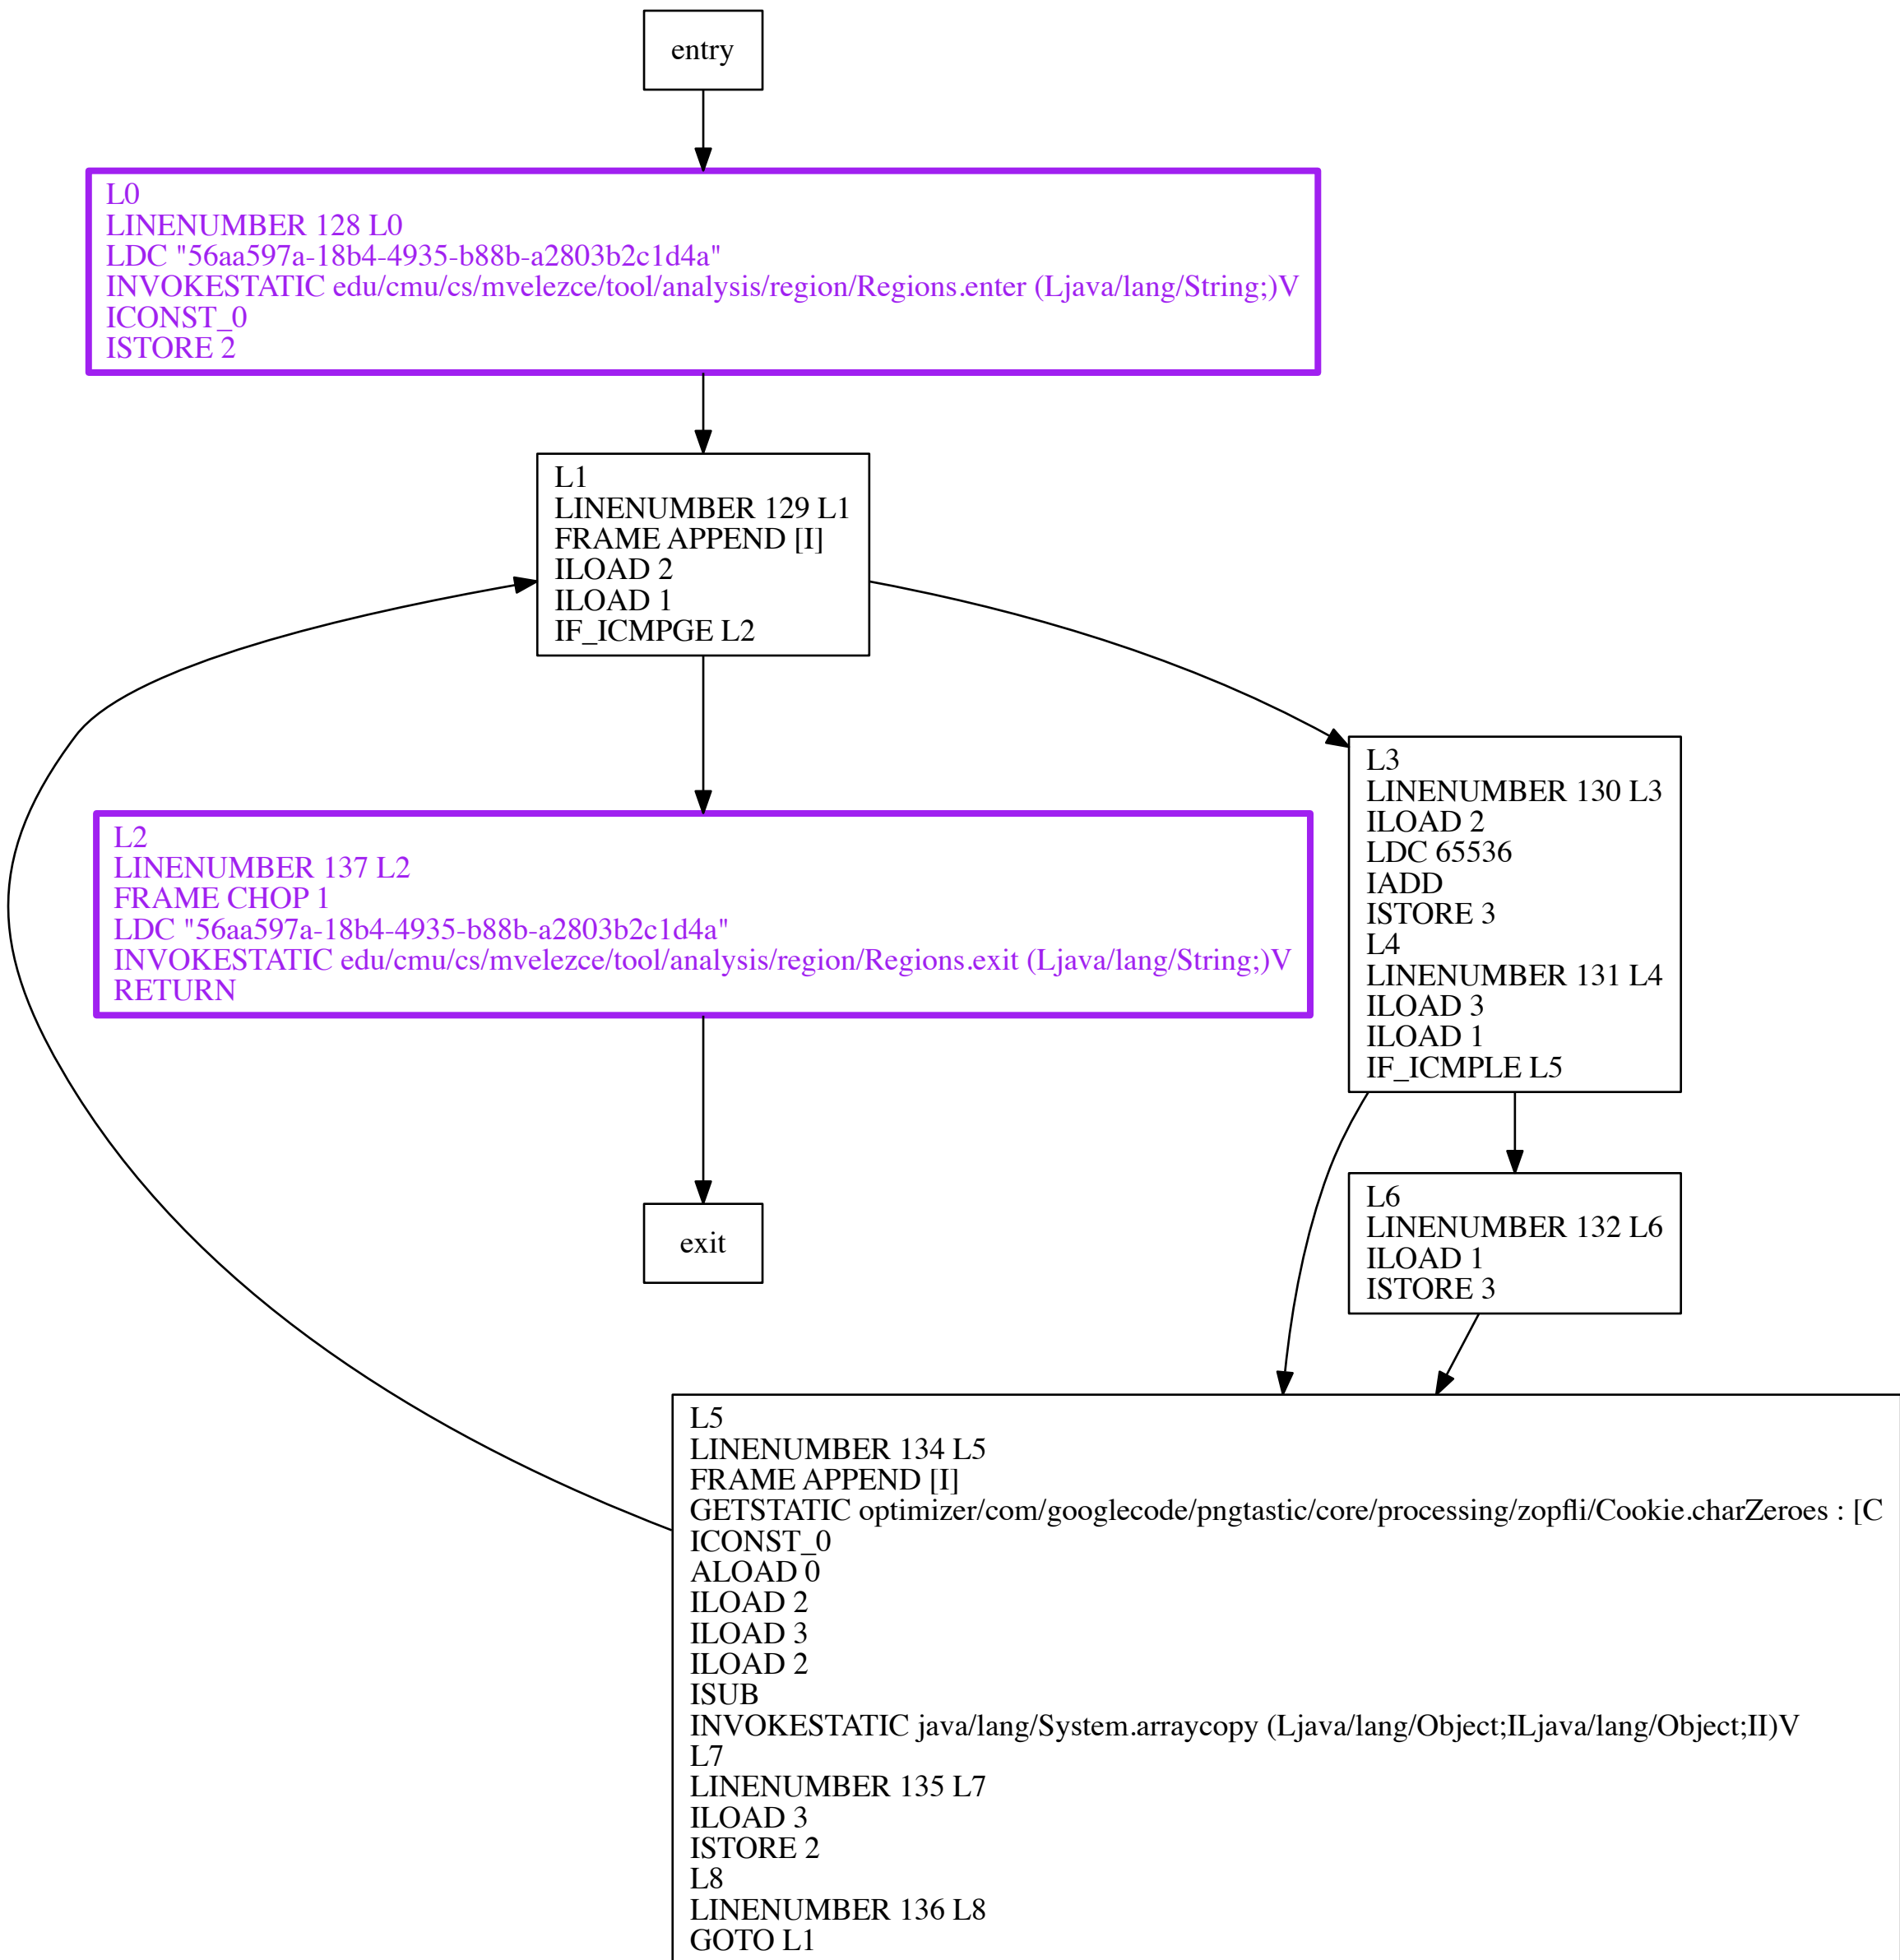 entry
L0
LINENUMBER 128 L0
LDC "56aa597a-18b4-4935-b88b-a2803b2c1d4a"
INVOKESTATIC edu/cmu/cs/mvelezce/tool/analysis/region/Regions.enter (Ljava/lang/String;)V
ICONST_0
ISTORE 2
L1
LINENUMBER 129 L1
FRAME APPEND [I]
ILOAD 2
ILOAD 1
IF_ICMPGE L2
L2
LINENUMBER 137 L2
FRAME CHOP 1
LDC "56aa597a-18b4-4935-b88b-a2803b2c1d4a"
INVOKESTATIC edu/cmu/cs/mvelezce/tool/analysis/region/Regions.exit (Ljava/lang/String;)V
RETURN
L3
LINENUMBER 130 L3
ILOAD 2
LDC 65536
IADD
ISTORE 3
L4
LINENUMBER 131 L4
ILOAD 3
ILOAD 1
IF_ICMPLE L5
exit
L6
LINENUMBER 132 L6
ILOAD 1
ISTORE 3
L5
LINENUMBER 134 L5
FRAME APPEND [I]
GETSTATIC optimizer/com/googlecode/pngtastic/core/processing/zopfli/Cookie.charZeroes : [C
ICONST_0
ALOAD 0
ILOAD 2
ILOAD 3
ILOAD 2
ISUB
INVOKESTATIC java/lang/System.arraycopy (Ljava/lang/Object;ILjava/lang/Object;II)V
L7
LINENUMBER 135 L7
ILOAD 3
ISTORE 2
L8
LINENUMBER 136 L8
GOTO L1